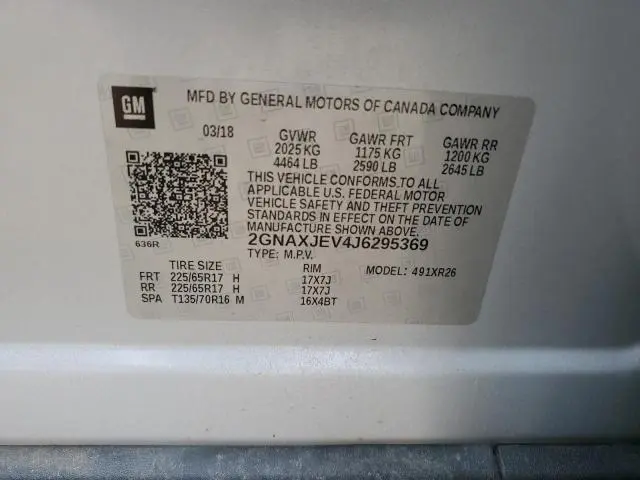 GM
MFD BY GENERAL MOTORS OF CANADA COMPANY
03/18 GVWR GAWR FRT GAWR RR
2025 KG 1175 KG 1200 KG
4464 LB 2590 LB 2645 LB
THIS VEHICLE CONFORMS TO ALL
APPLICABLE U.S. FEDERAL MOTOR
VEHICLE SAFETY AND THEFT PREVENTION
STANDARDS IN EFFECT ON THE DATE OF
MANUFACTURE SHOWN ABOVE.
636R 2GNAXJEV4J6295369
TYPE: M.P.V.
TIRE SIZE RIM MODEL: 491XR26
FRT 225/65R17 H 17X7J
RR 225/65R17 H 17X7J
SPA T135/70R16 M 16X4BT